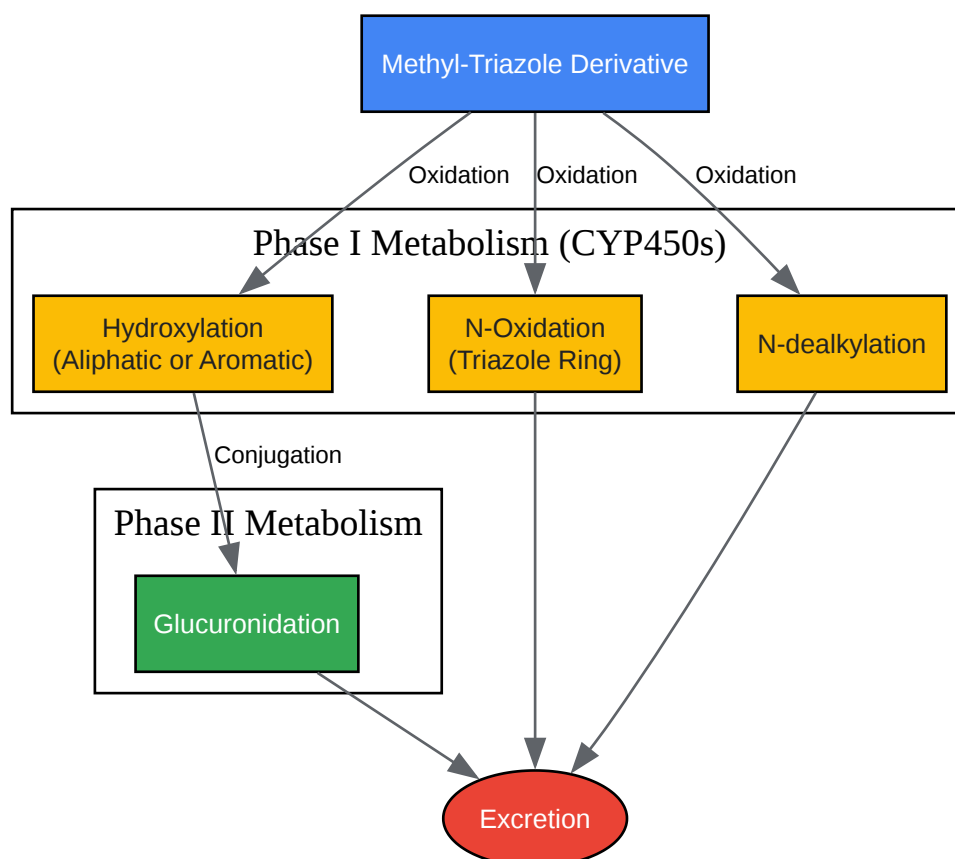 Methyl-Triazole Derivative
Oxidation
Oxidation
Oxidation
Phase I Metabolism (CYP450s)
Hydroxylation
(Aliphatic or Aromatic)
N-Oxidation
(Triazole Ring)
N-dealkylation
Conjugation
Phase II Metabolism
Glucuronidation
Excretion